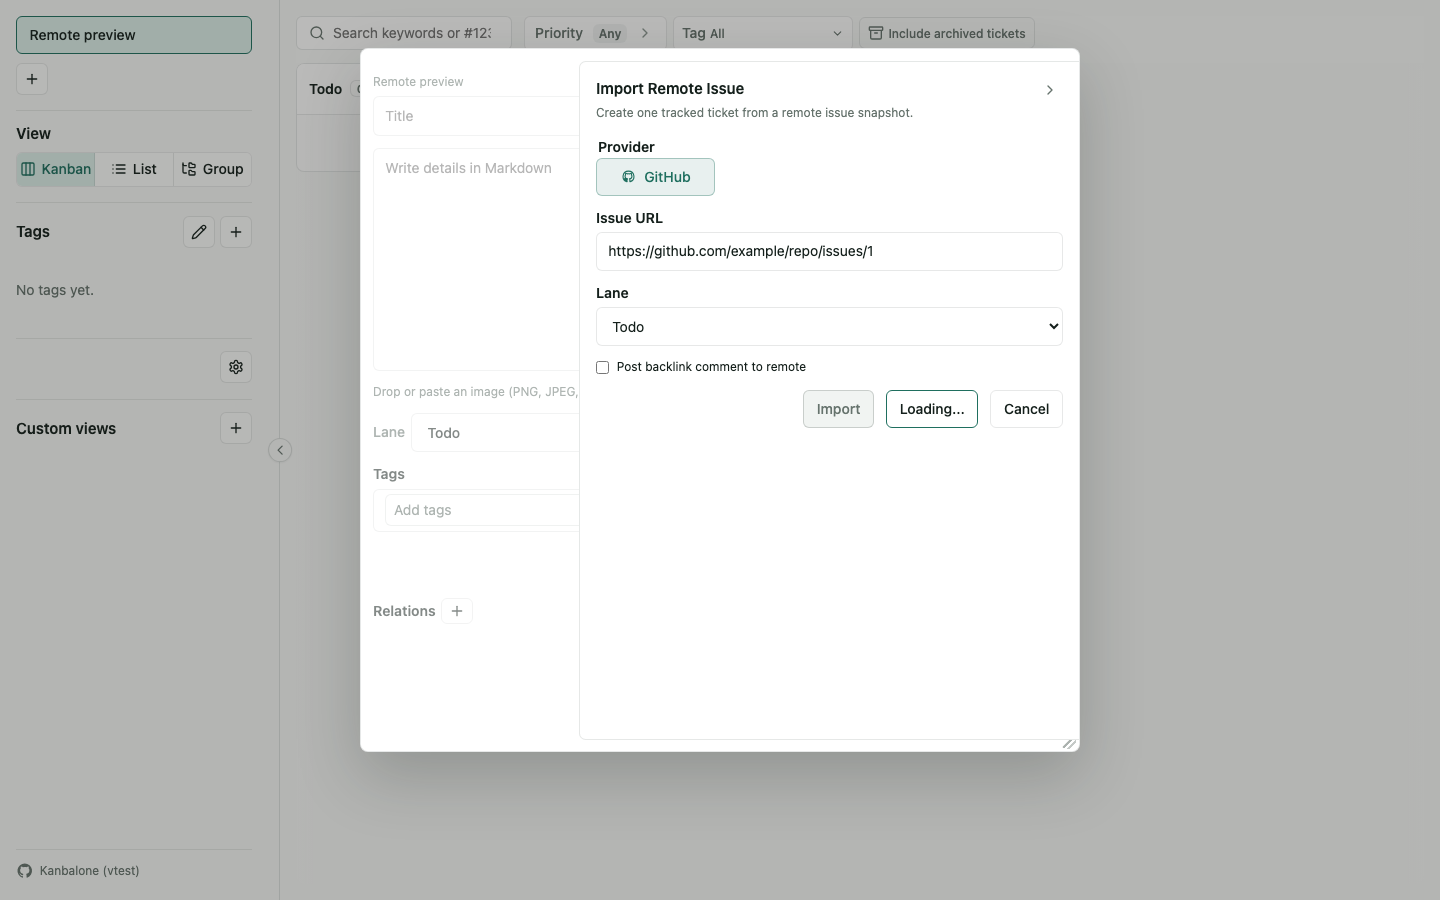 Remote preview
View
Kanban List Group
Tags
No tags yet.
Custom views
Kanbalone (vtest)
Search keywords or #123
Priority Any
Tag All
Include archived tickets
Todo
Remote preview
Title
Write details in Markdown
Drop or paste an image (PNG, JPEG,
Lane Todo
Tags
Add tags
Relations
Import Remote Issue
Create one tracked ticket from a remote issue snapshot.
Provider
GitHub
Issue URL
https://github.com/example/repo/issues/1
Lane
Todo
Post backlink comment to remote
Import Loading... Cancel